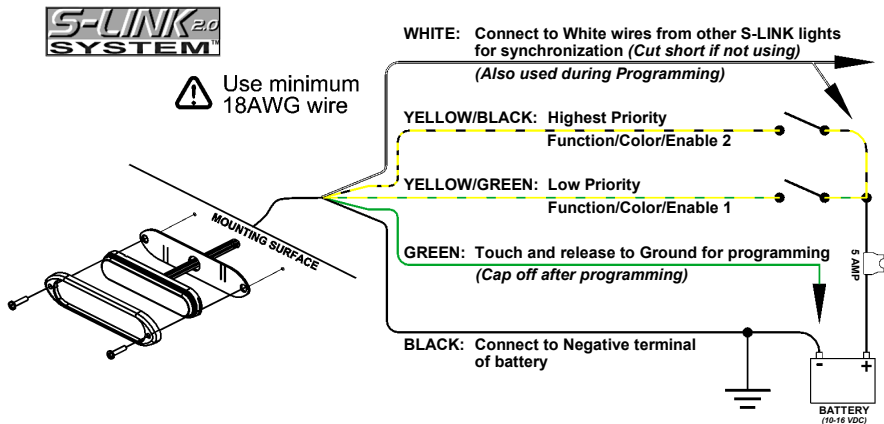 S-LINK 2.0
SYSTEM™
Use minimum
18AWG wire
WHITE: Connect to White wires from other S-LINK lights
for synchronization (Cut short if not using)
(Also used during Programming)
YELLOW/BLACK: Highest Priority
Function/Color/Enable 2
YELLOW/GREEN: Low Priority
Function/Color/Enable 1
MOUNTING SURFACE
GREEN: Touch and release to Ground for programming
(Cap off after programming)
5 AMP
BLACK: Connect to Negative terminal
of battery
- +
BATTERY
(10-16 VDC)